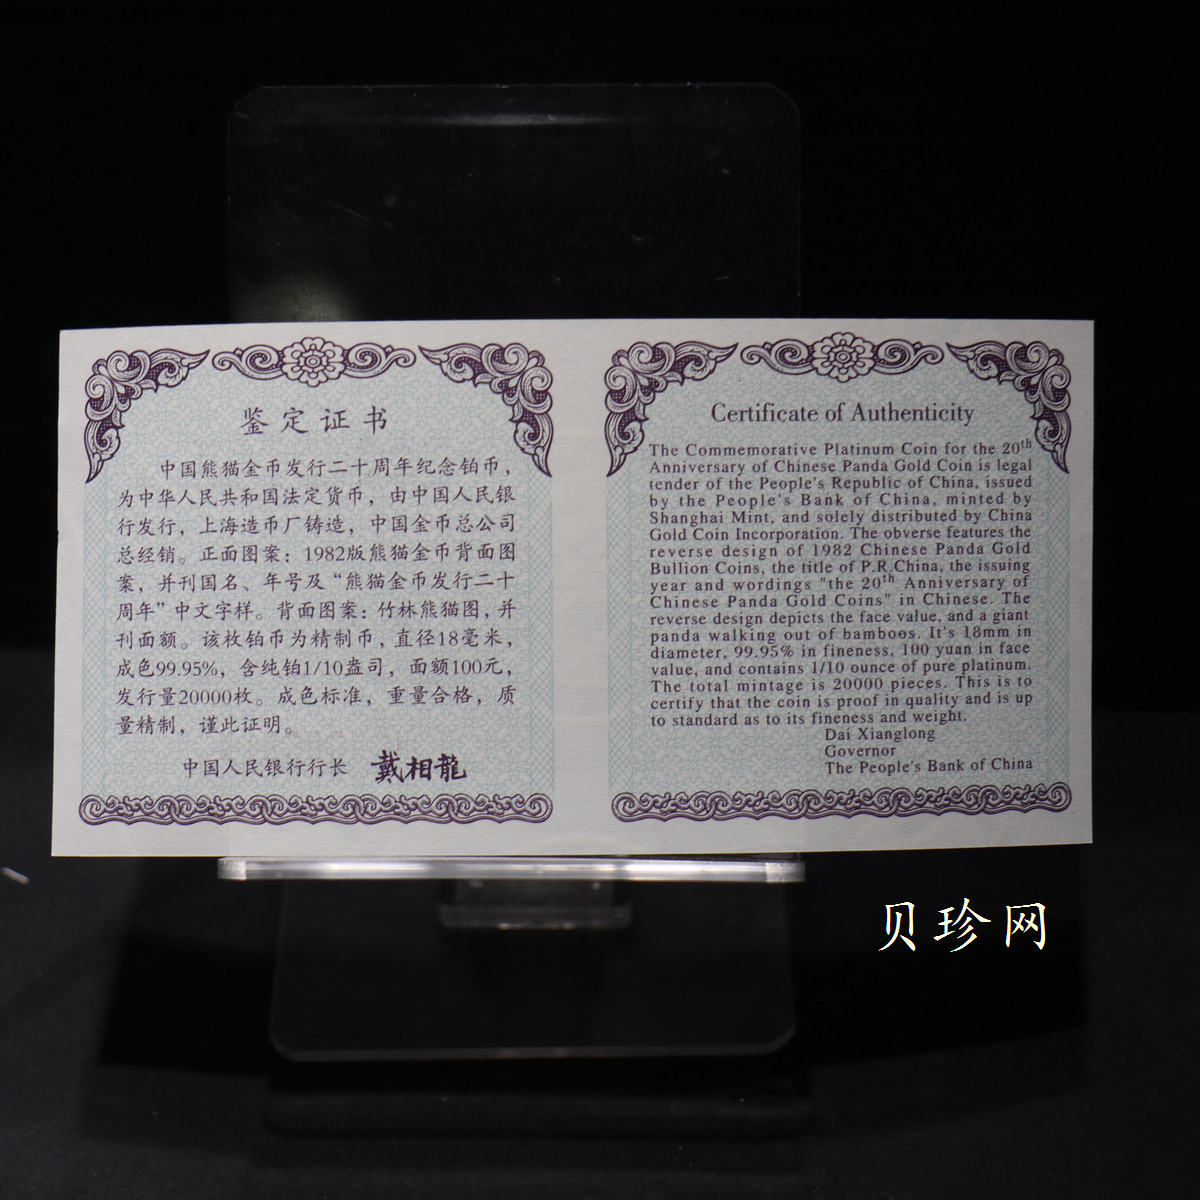 鉴定证书
中国熊猫金币发行二十周年纪念铂币，
为中华人民共和国法定货币，由中国人民银
行发行，上海造币厂铸造，中国金币总公司
总经销。正面图案：1982版熊猫金币背面图
案，并刊国名、年号及“熊猫金币发行二十
周年”中文字样。背面图案：竹林熊猫图，并
刊面额。该枚铂币为精制币，直径18毫米，
成色99.95%，含纯铂1/10盎司，面额100元，
发行量20000枚。成色标准，重量合格，质
量精制，谨此证明。
中国人民银行行长 戴相龍
Certificate of Authenticity
The Commemorative Platinum Coin for the 20th
Anniversary of Chinese Panda Gold Coin is legal
tender of the People's Republic of China, issued
by the People's Bank of China, minted by
Shanghai Mint, and solely distributed by China
Gold Coin Incorporation. The obverse features the
reverse design of 1982 Chinese Panda Gold
Bullion Coins, the title of P.R.China, the issuing
year and wordings "the 20th Anniversary of
Chinese Panda Gold Coins" in Chinese. The
reverse design depicts the face value, and a giant
panda walking out of bamboos. It's 18mm in
diameter, 99.95% in fineness, 100 yuan in face
value, and contains 1/10 ounce of pure platinum.
The total mintage is 20000 pieces. This is to
certify that the coin is proof in quality and is up
to standard as to its fineness and weight.
Dai Xianglong
Governor
The People's Bank of China
贝珍网